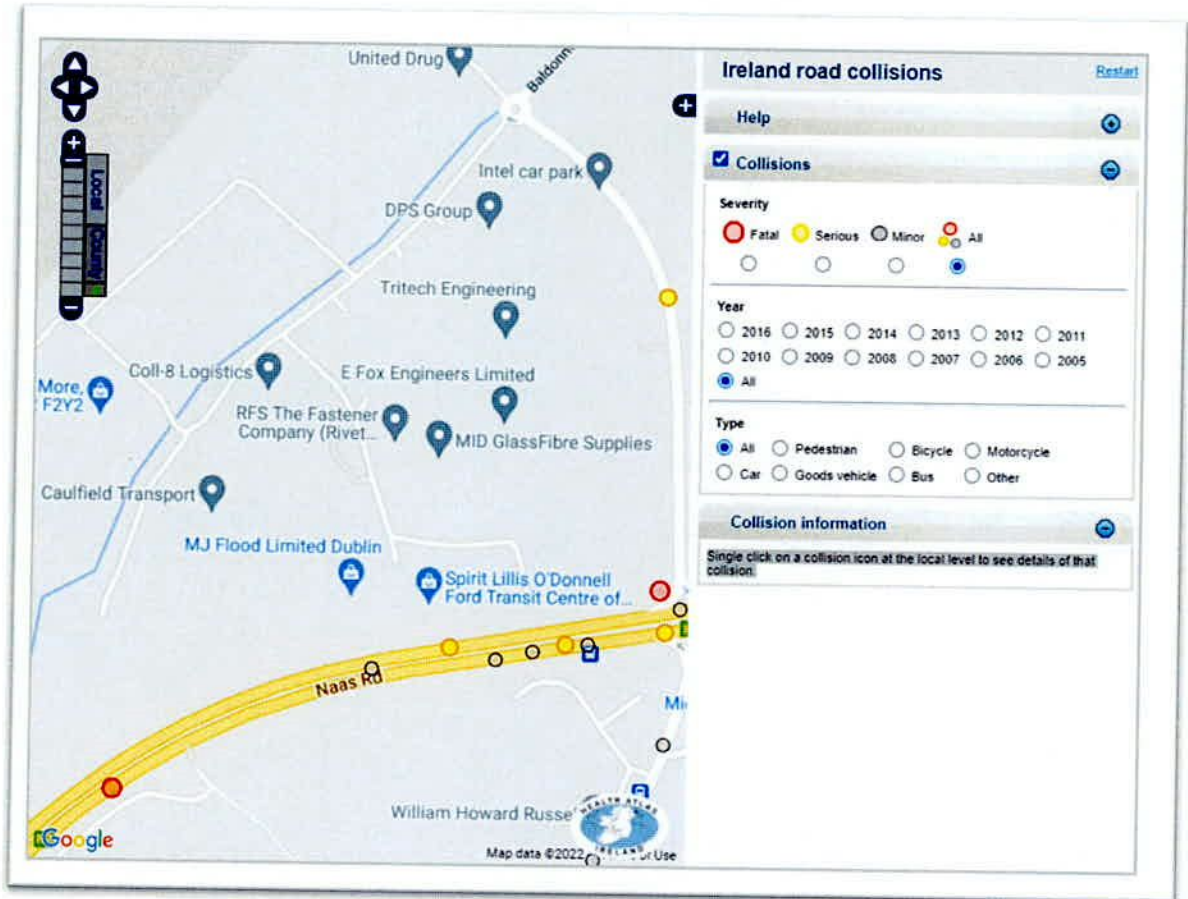 United Drug
Baldonn
Intel car park
DPS Group
Tritech Engineering
Coll-8 Logistics
E Fox Engineers Limited
More,
F2Y2
RFS The Fastener
Company (Rivet...
MID GlassFibre Supplies
Caulfield Transport
MJ Flood Limited Dublin
Spirit Lillis O'Donnell
Ford Transit Centre of...
Naas Rd
Mi
William Howard Russe
HEALTH ATLAS
IRELAND
Google
Map data ©2022
Use
Local County
Ireland road collisions
Restart
Help
Collisions
Severity
Fatal Serious Minor All
Year
2016 2015 2014 2013 2012 2011
2010 2009 2008 2007 2006 2005
All
Type
All Pedestrian Bicycle Motorcycle
Car Goods vehicle Bus Other
Collision information
Single click on a collision icon at the local level to see details of that
collision.